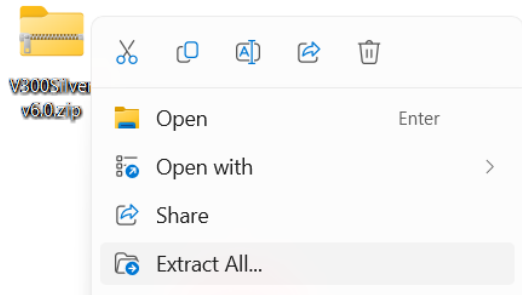 V300Silver
v6.0.zip
Open Enter
Open with
Share
Extract All...